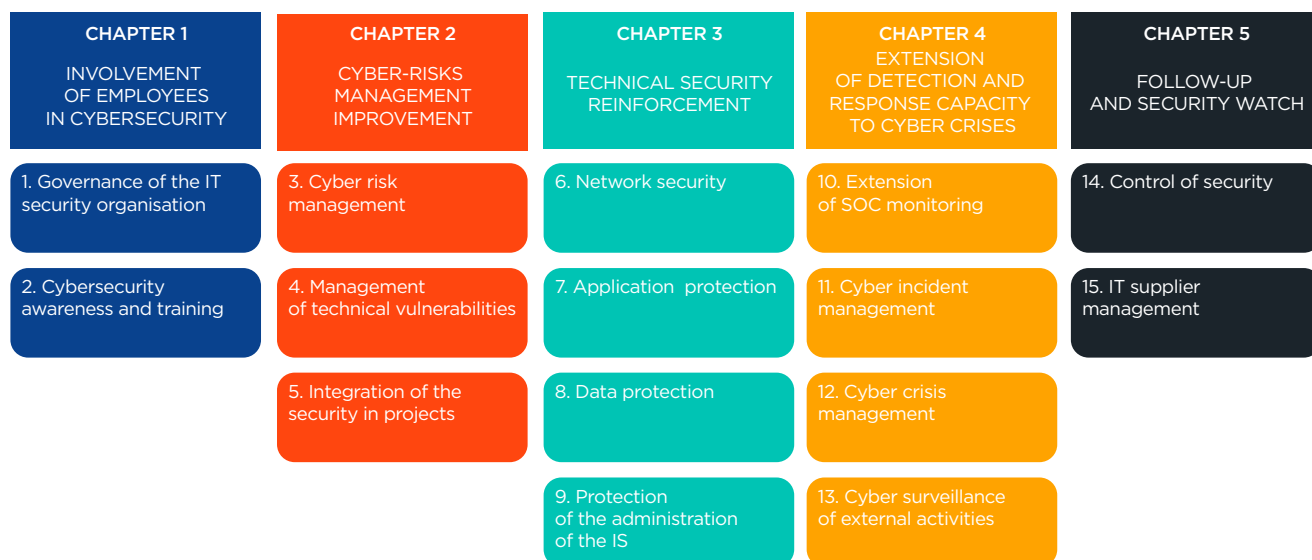 CHAPTER 1
INVOLVEMENT
OF EMPLOYEES
IN CYBERSECURITY
1. Governance of the IT
security organisation
2. Cybersecurity
awareness and training
CHAPTER 2
CYBER-RISKS
MANAGEMENT
IMPROVEMENT
3. Cyber risk
management
4. Management
of technical vulnerabilities
5. Integration of the
security in projects
CHAPTER 3
TECHNICAL SECURITY
REINFORCEMENT
6. Network security
7. Application protection
8. Data protection
9. Protection
of the administration
of the IS
CHAPTER 4
EXTENSION
OF DETECTION AND
RESPONSE CAPACITY
TO CYBER CRISES
10. Extension
of SOC monitoring
11. Cyber incident
management
12. Cyber crisis
management
13. Cyber surveillance
of external activities
CHAPTER 5
FOLLOW-UP
AND SECURITY WATCH
14. Control of security
15. IT supplier
management